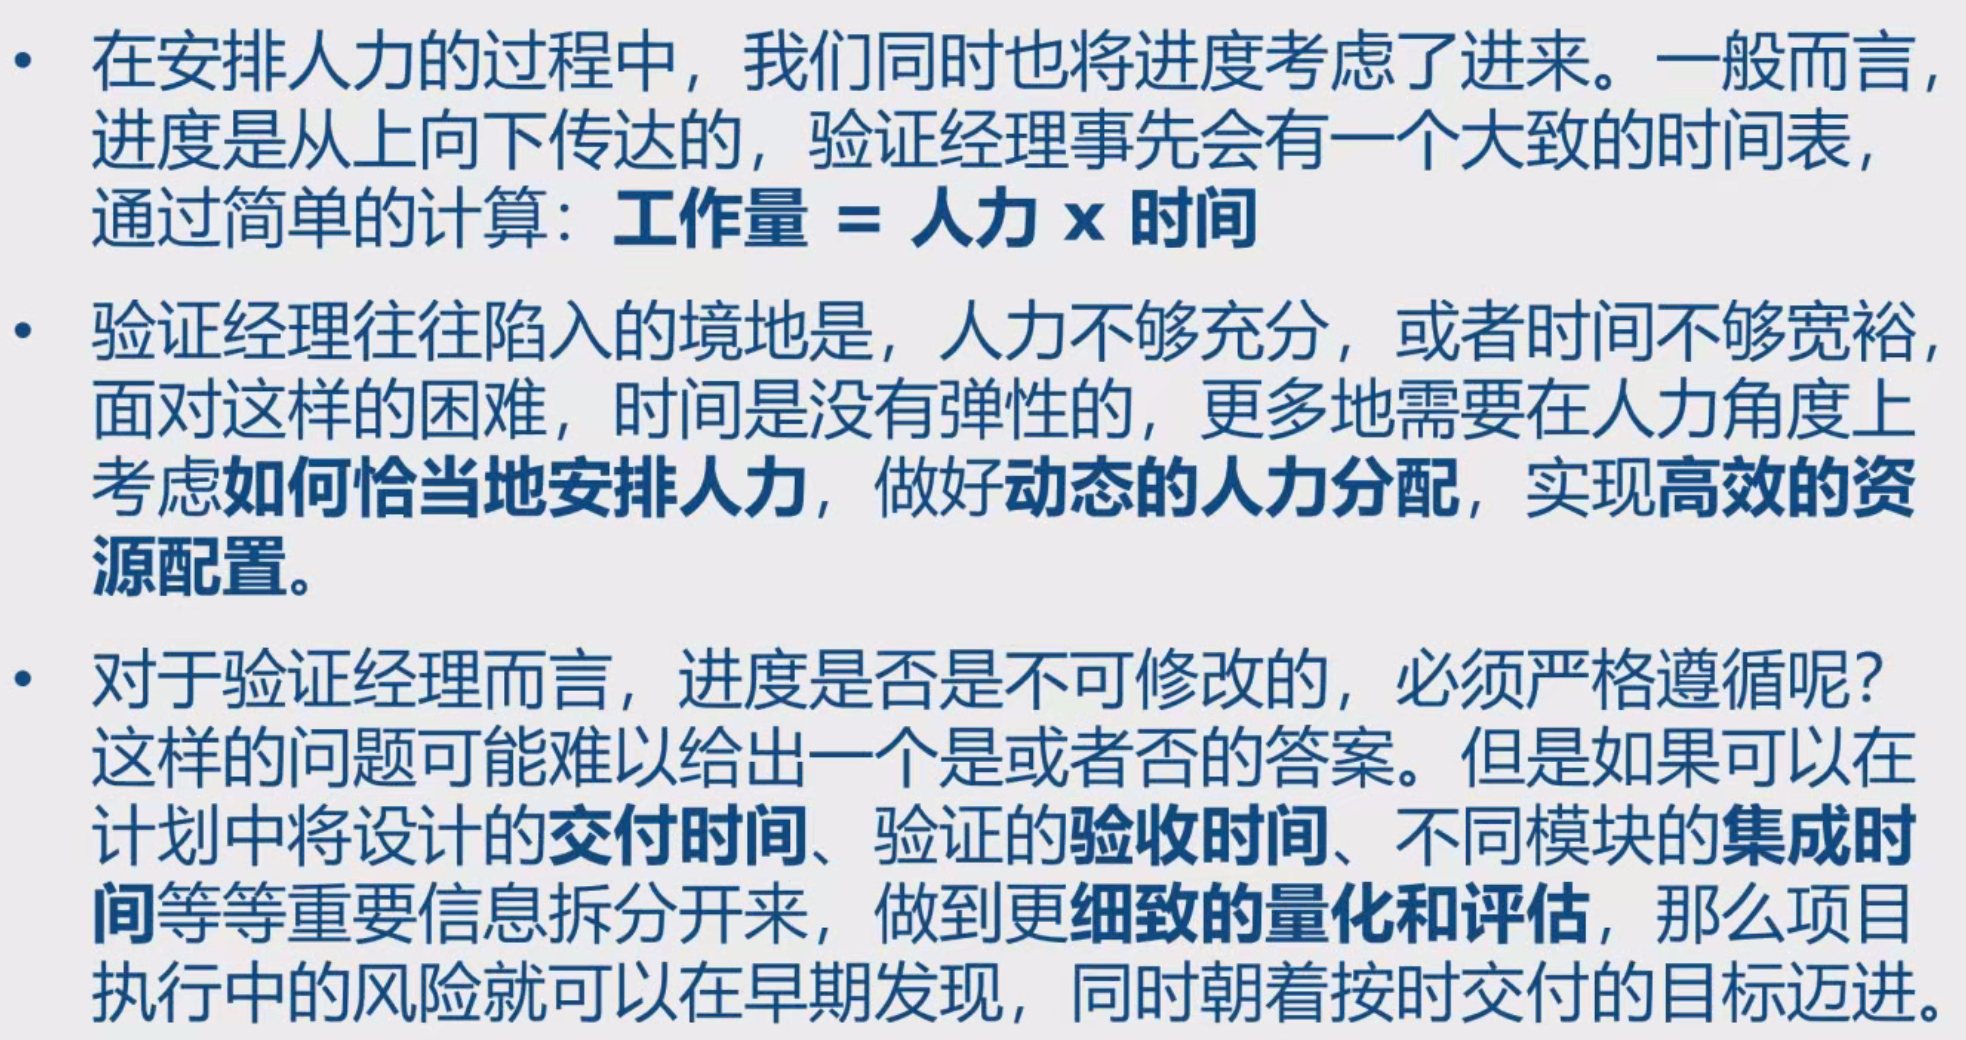 • 在安排人力的过程中，我们同时也将进度考虑了进来。一般而言，
进度是从上向下传达的，验证经理事先会有一个大致的时间表，
通过简单的计算：工作量 = 人力 x 时间
• 验证经理往往陷入的境地是，人力不够充分，或者时间不够宽裕，
面对这样的困难，时间是没有弹性的，更多地需要在人力角度上
考虑如何恰当地安排人力，做好动态的人力分配，实现高效的资
源配置。
• 对于验证经理而言，进度是否是不可修改的，必须严格遵循呢？
这样的问题可能难以给出一个是或者否的答案。但是如果可以在
计划中将设计的交付时间、验证的验收时间、不同模块的集成时
间等等重要信息拆分开来，做到更细致的量化和评估，那么项目
执行中的风险就可以在早期发现，同时朝着按时交付的目标迈进。